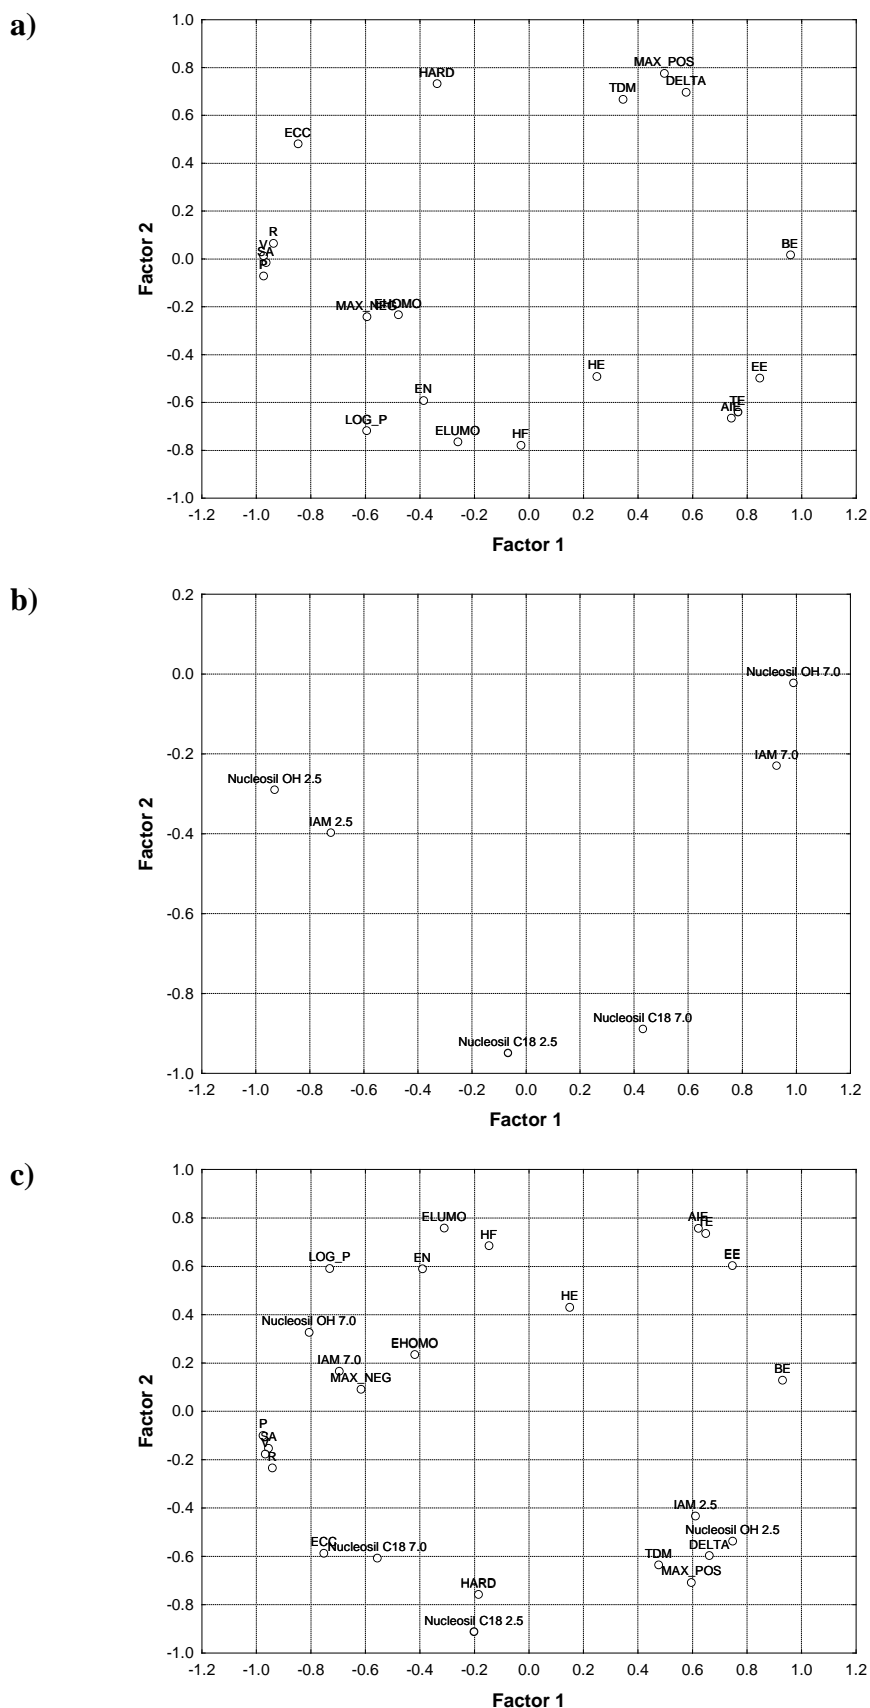 a)
1.0
0.8
0.6
0.4
0.2
0.0
-0.2
-0.4
-0.6
-0.8
-1.0
Factor 2
MAX_POS
HARD
DELTA
TDM
ECC
R
V
SA
P
BE
MAX_NEG
EHOMO
HE
EE
EN
TE
AIE
LOG_P
ELUMO
HF
-1.2 -1.0 -0.8 -0.6 -0.4 -0.2 0.0 0.2 0.4 0.6 0.8 1.0 1.2
Factor 1
b)
0.2
0.0
-0.2
-0.4
-0.6
-0.8
-1.0
Factor 2
Nucleosil OH 7.0
IAM 7.0
Nucleosil OH 2.5
IAM 2.5
Nucleosil C18 7.0
Nucleosil C18 2.5
-1.2 -1.0 -0.8 -0.6 -0.4 -0.2 0.0 0.2 0.4 0.6 0.8 1.0 1.2
Factor 1
c)
1.0
0.8
0.6
0.4
0.2
0.0
-0.2
-0.4
-0.6
-0.8
-1.0
Factor 2
ELUMO
AIE
TE
HF
LOG_P
EN
EE
HE
Nucleosil OH 7.0
EHOMO
IAM 7.0
MAX_NEG
BE
P
SA
V
R
IAM 2.5
Nucleosil OH 2.5
ECC
Nucleosil C18 7.0
DELTA
TDM
MAX_POS
HARD
Nucleosil C18 2.5
-1.2 -1.0 -0.8 -0.6 -0.4 -0.2 0.0 0.2 0.4 0.6 0.8 1.0 1.2
Factor 1